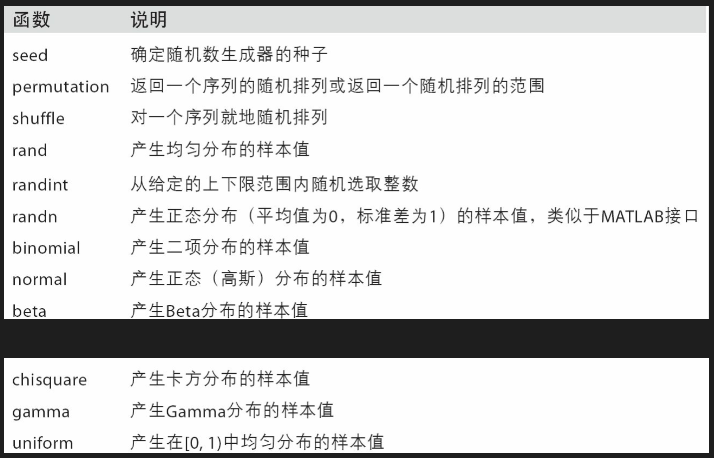 函数 说明
seed 确定随机数生成器的种子
permutation 返回一个序列的随机排列或返回一个随机排列的范围
shuffle 对一个序列就地随机排列
rand 产生均匀分布的样本值
randint 从给定的上下限范围内随机选取整数
randn 产生正态分布（平均值为0，标准差为1）的样本值，类似于MATLAB接口
binomial 产生二项分布的样本值
normal 产生正态（高斯）分布的样本值
beta 产生Beta分布的样本值
chisquare 产生卡方分布的样本值
gamma 产生Gamma分布的样本值
uniform 产生在[0, 1)中均匀分布的样本值